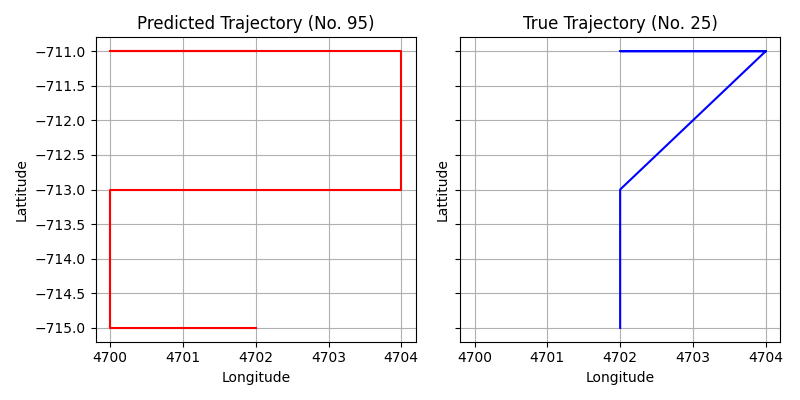 Predicted Trajectory (No. 95)
True Trajectory (No. 25)
Lattitude
−711.0
−711.5
−712.0
−712.5
−713.0
−713.5
−714.0
−714.5
−715.0
4700 4701 4702 4703 4704
Longitude
Lattitude
4700 4701 4702 4703 4704
Longitude